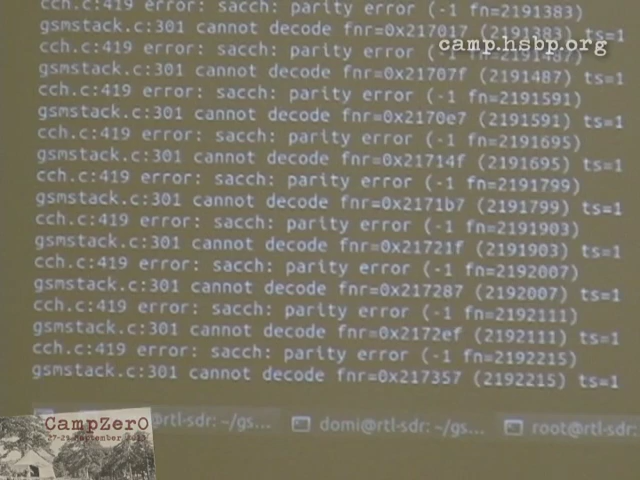 cch.c:419 error: sacch: parity error (-1 fn=2191383)
gsmstack.c:301 cannot decode fnr=0x217017 (2191383) ts=1
camp.hsbp.org
cch.c:419 error: sacch: parity error (-1 fn=2191487)
gsmstack.c:301 cannot decode fnr=0x21707f (2191487) ts=1
cch.c:419 error: sacch: parity error (-1 fn=2191591)
gsmstack.c:301 cannot decode fnr=0x2170e7 (2191591) ts=1
cch.c:419 error: sacch: parity error (-1 fn=2191695)
gsmstack.c:301 cannot decode fnr=0x21714f (2191695) ts=1
cch.c:419 error: sacch: parity error (-1 fn=2191799)
gsmstack.c:301 cannot decode fnr=0x2171b7 (2191799) ts=1
cch.c:419 error: sacch: parity error (-1 fn=2191903)
gsmstack.c:301 cannot decode fnr=0x21721f (2191903) ts=1
cch.c:419 error: sacch: parity error (-1 fn=2192007)
gsmstack.c:301 cannot decode fnr=0x217287 (2192007) ts=1
cch.c:419 error: sacch: parity error (-1 fn=2192111)
gsmstack.c:301 cannot decode fnr=0x2172ef (2192111) ts=1
cch.c:419 error: sacch: parity error (-1 fn=2192215)
gsmstack.c:301 cannot decode fnr=0x217357 (2192215) ts=1
@rtl-sdr: ~/gs... domi@rtl-sdr: ~/gs... root@rtl-sdr:
CampZer0
September